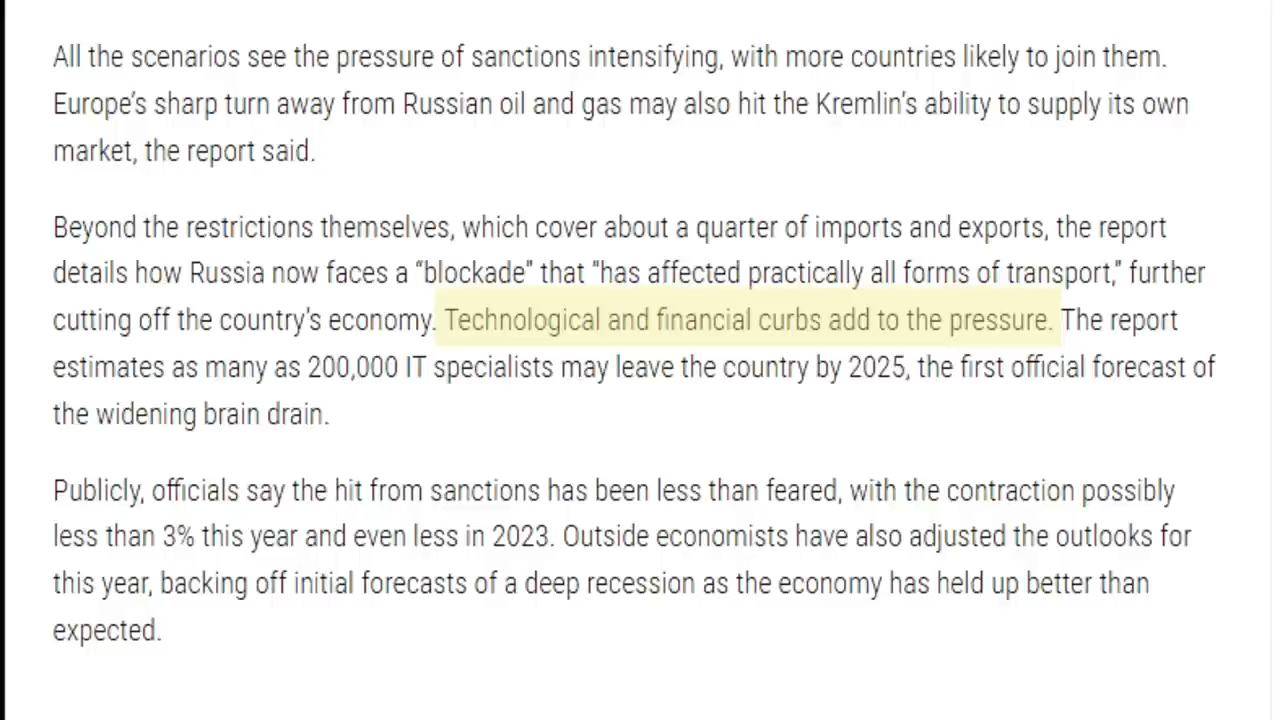 All the scenarios see the pressure of sanctions intensifying, with more countries likely to join them.
Europe's sharp turn away from Russian oil and gas may also hit the Kremlin's ability to supply its own
market, the report said.
Beyond the restrictions themselves, which cover about a quarter of imports and exports, the report
details how Russia now faces a “blockade” that “has affected practically all forms of transport,” further
cutting off the country's economy. Technological and financial curbs add to the pressure. The report
estimates as many as 200,000 IT specialists may leave the country by 2025, the first official forecast of
the widening brain drain.
Publicly, officials say the hit from sanctions has been less than feared, with the contraction possibly
less than 3% this year and even less in 2023. Outside economists have also adjusted the outlooks for
this year, backing off initial forecasts of a deep recession as the economy has held up better than
expected.